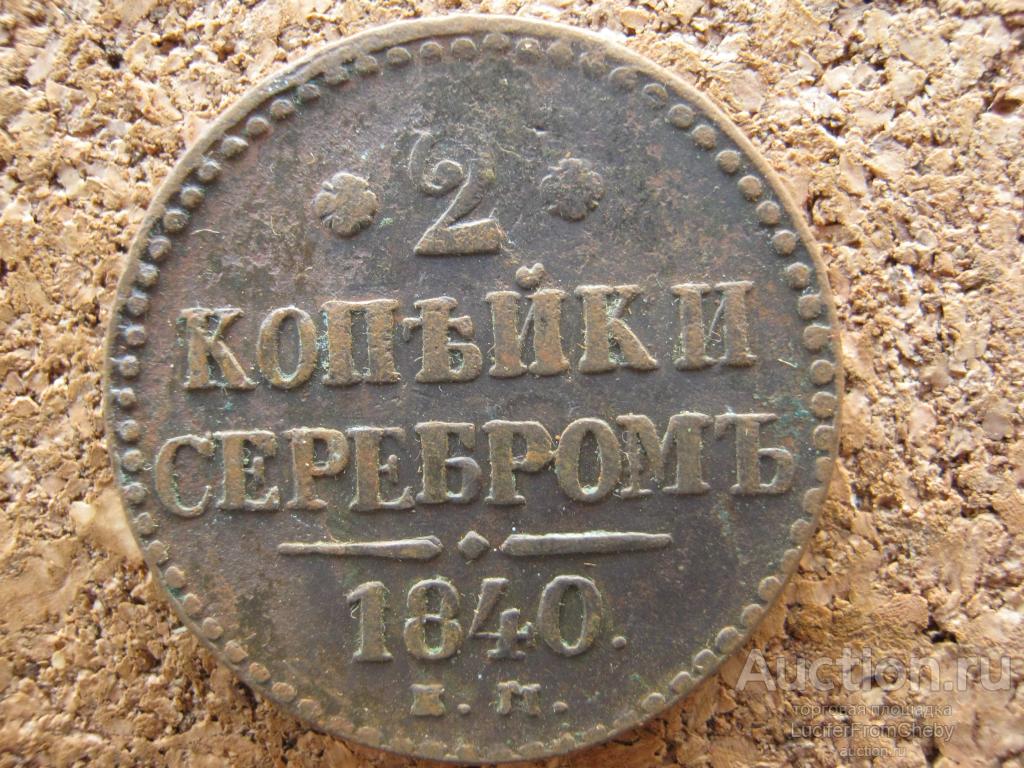 2
КОПѢЙКИ
СЕРЕБРОМЪ
1840.
Е.М.
Auction.ru
торговая площадка
LuciferFromCheby
auction.ru